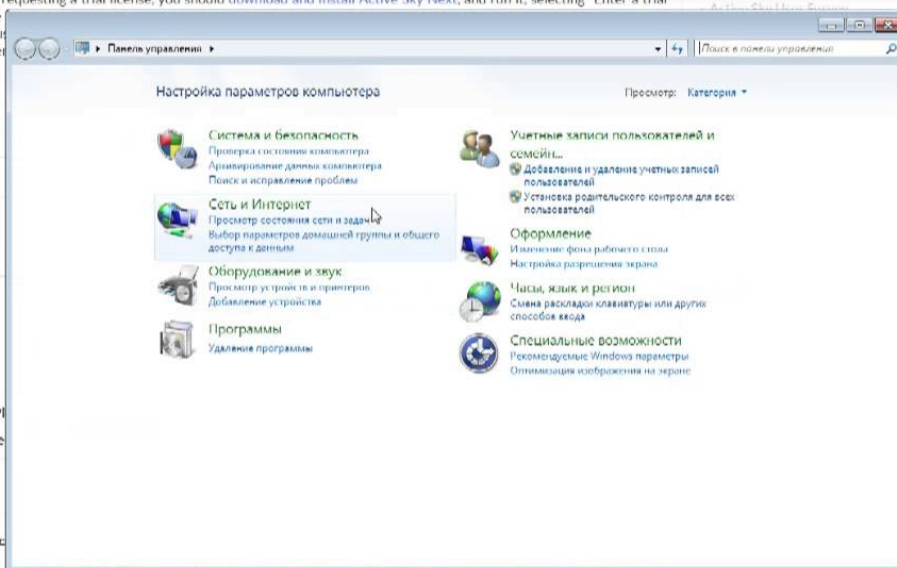 requesting a trial license, you should download and install Active Sky Next, and run it, selecting "Enter a trial
Active Sky User Survey
Панель управления
Поиск в панели управления
Настройка параметров компьютера
Просмотр: Категория
Система и безопасность
Проверка состояния компьютера
Архивирование данных компьютера
Поиск и исправление проблем
Сеть и Интернет
Просмотр состояния сети и задач
Выбор параметров домашней группы и общего
доступа к данным
Оборудование и звук
Просмотр устройств и принтеров
Добавление устройства
Программы
Удаление программы
Учетные записи пользователей и
семейн...
Добавление и удаление учетных записей
пользователей
Установка родительского контроля для всех
пользователей
Оформление
Изменение фона рабочего стола
Настройка разрешения экрана
Часы, язык и регион
Смена раскладки клавиатуры или других
способов ввода
Специальные возможности
Рекомендуемые Windows параметры
Оптимизация изображения на экране